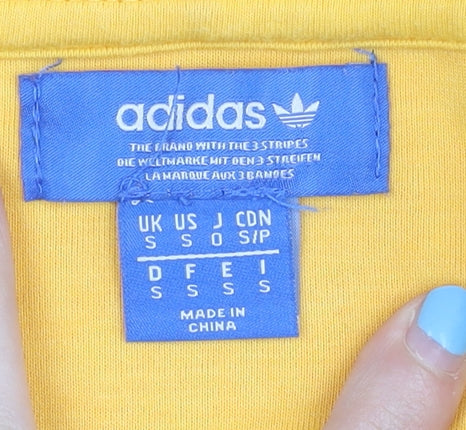 adidas
THE BRAND WITH THE 3 STRIPES
DIE WELTMARKE MIT DEN 3 STREIFEN
LA MARQUE AUX 3 BANDES
UK US J CDN
S S O S/P
D F E I
S S S S
MADE IN
CHINA